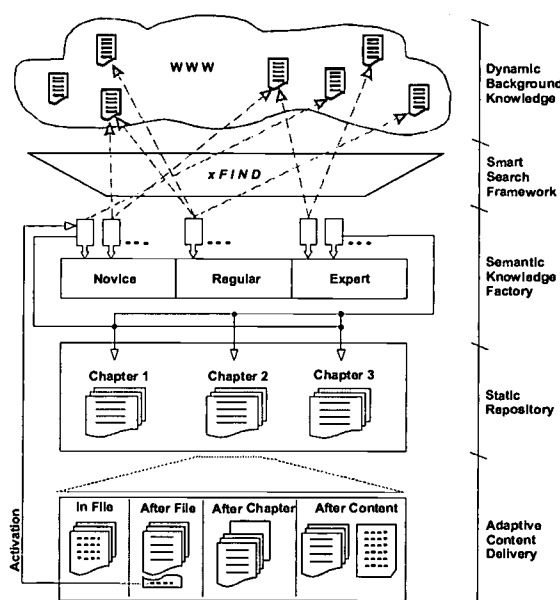 WWW
Dynamic
Background
Knowledge
xFIND
Smart
Search
Framework
Novice
Regular
Expert
Semantic
Knowledge
Factory
Chapter 1
Chapter 2
Chapter 3
Static
Repository
In File
After File
After Chapter
After Content
Activation
Adaptive
Content
Delivery